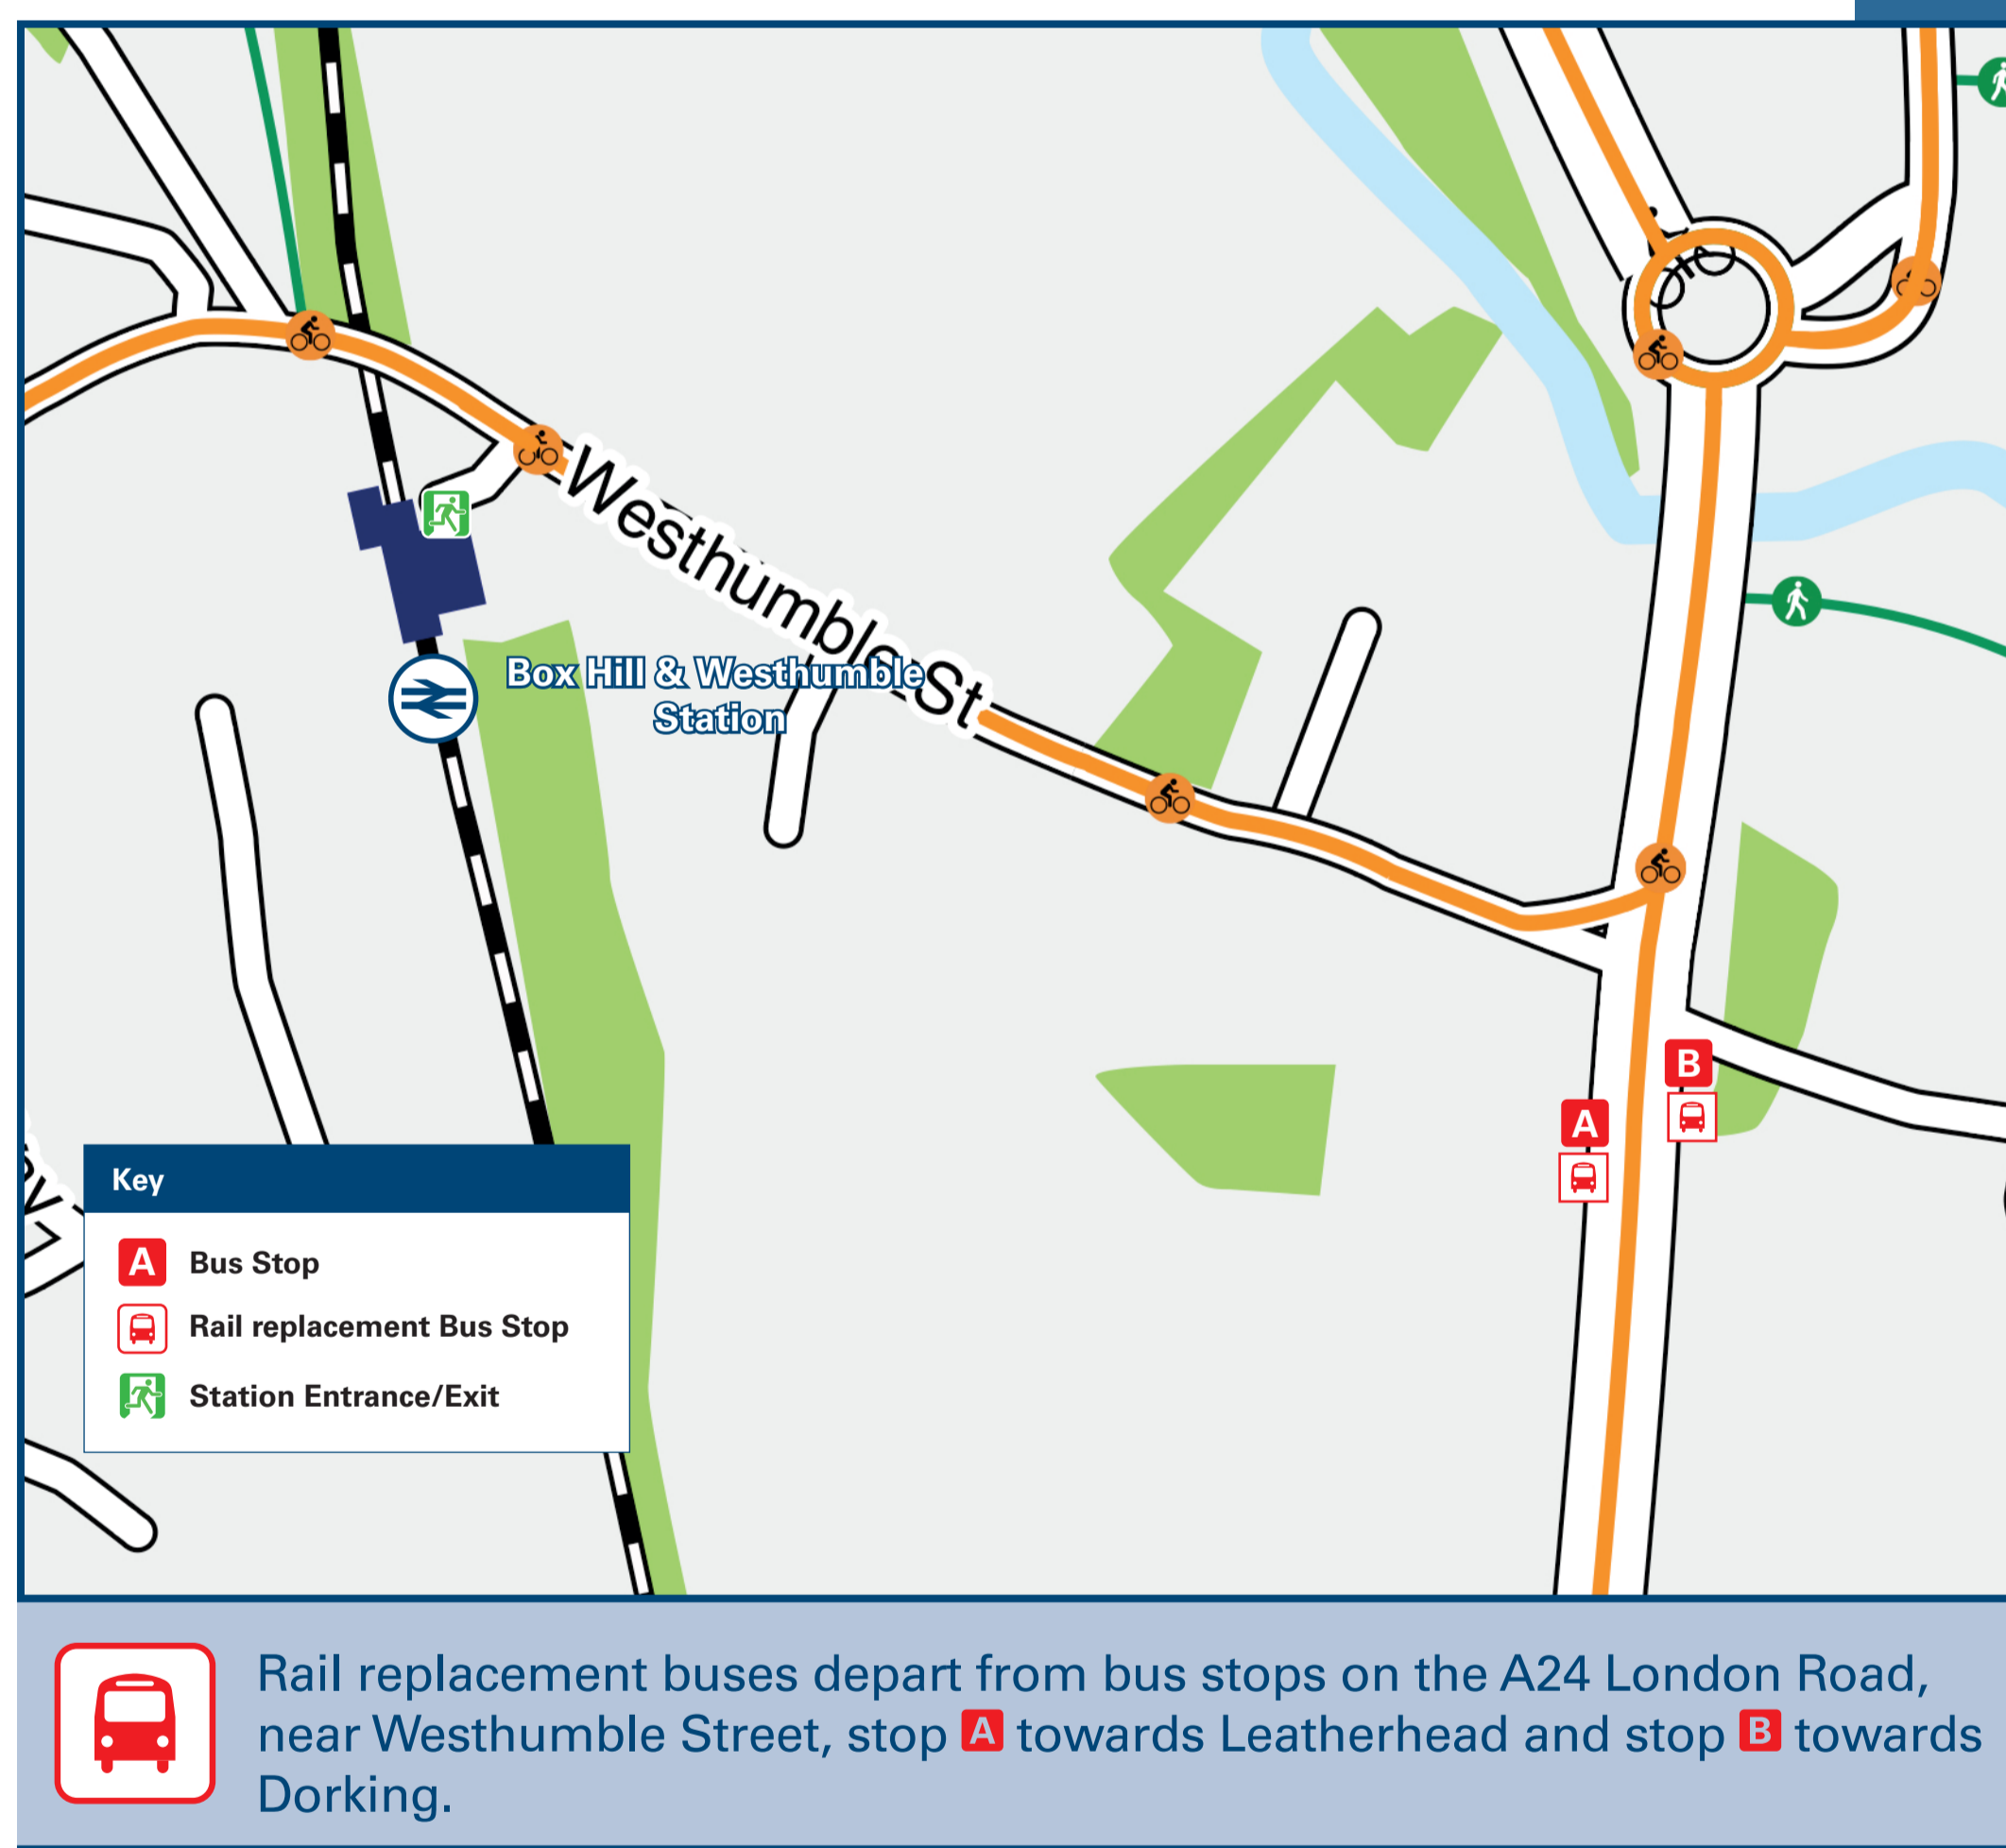 Westhumble St
Box Hill & Westhumble
Station
B
A
Key
A Bus Stop
Rail replacement Bus Stop
Station Entrance/Exit
Rail replacement buses depart from bus stops on the A24 London Road,
near Westhumble Street, stop A towards Leatherhead and stop B towards
Dorking.